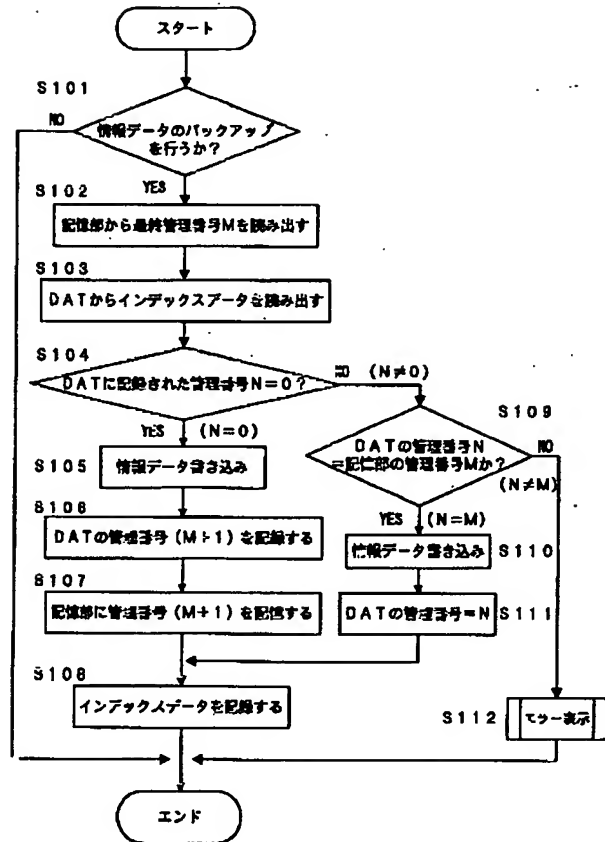 スタート
S101
NO
情報データのバックアップ
を行うか?
YES
S102
記憶部から最終管理番号Mを読み出す
S103
DATからインデックスデータを読み出す
S104
DATに記録された管理番号N=0?
NO (N≠0)
YES (N=0)
S109
DATの管理番号N
=記憶部の管理番号Mか?
NO
(N≠M)
S105
情報データ書き込み
YES (N=M)
S106
DATの管理番号(M+1)を記録する
情報データ書き込み
S110
S107
記憶部に管理番号(M+1)を記憶する
DATの管理番号=N
S111
S108
インデックスデータを記録する
S112
エラー表示
エンド